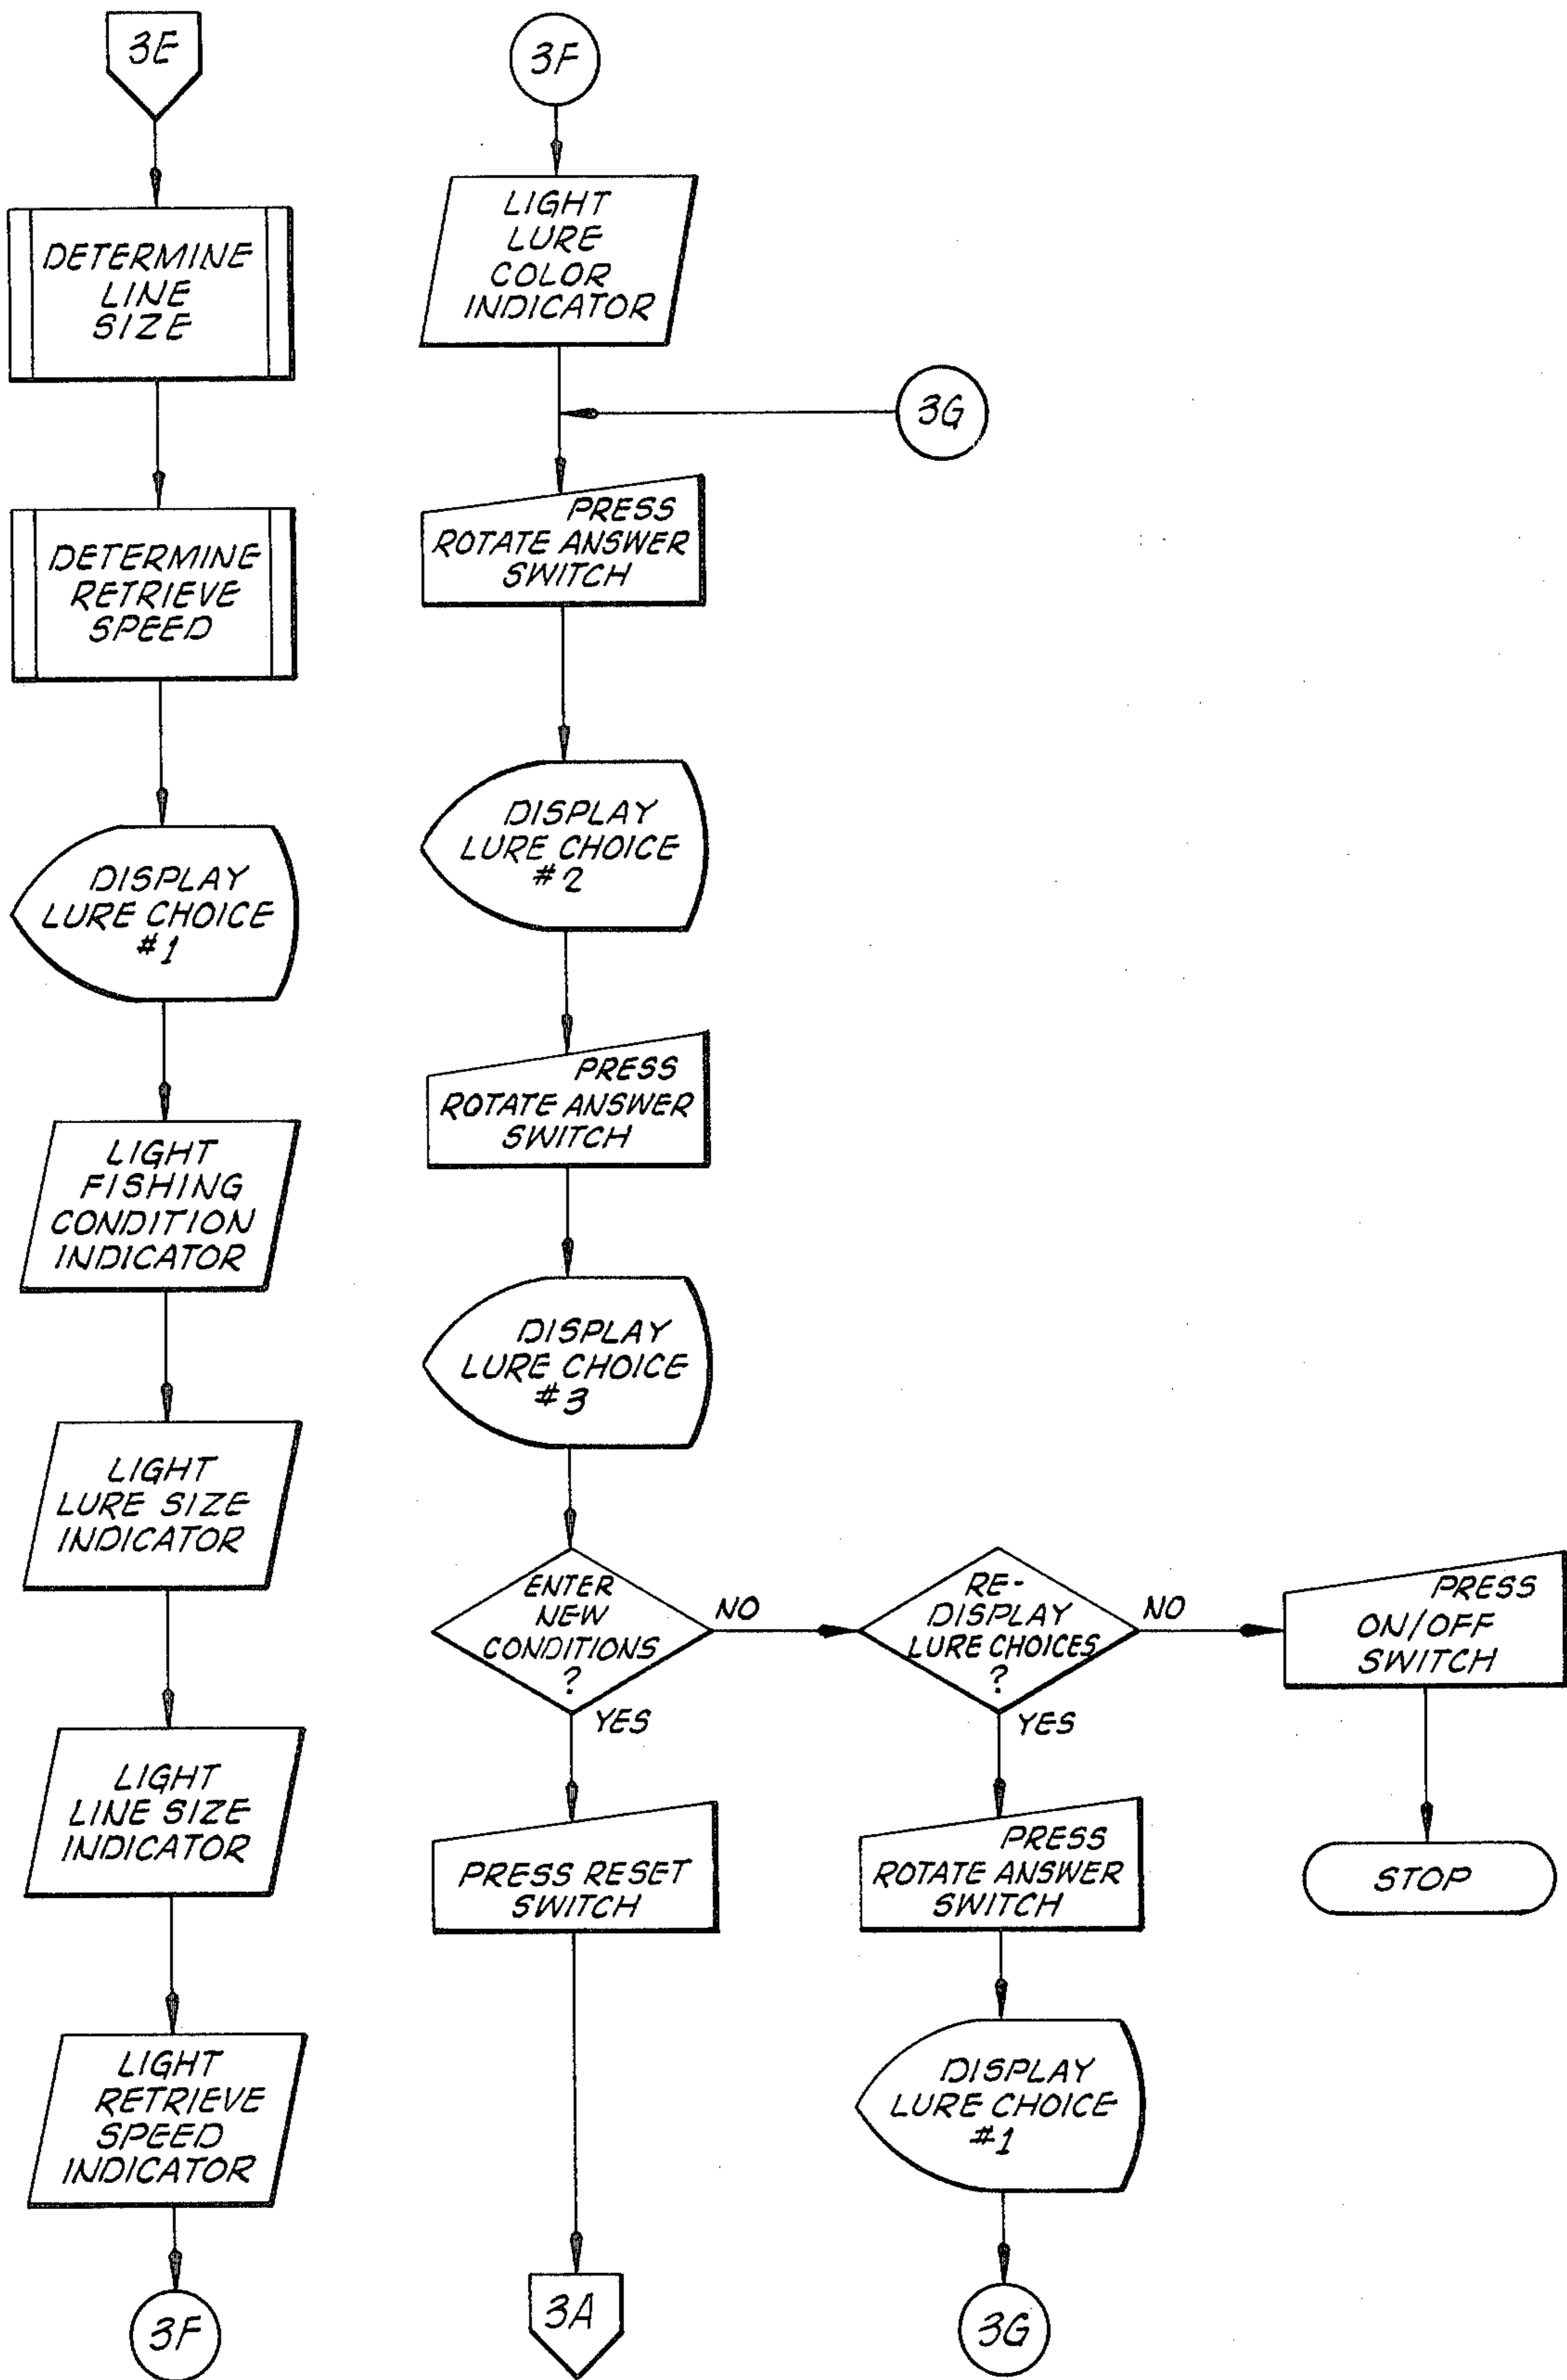 3E
DETERMINE
LINE
SIZE
DETERMINE
RETRIEVE
SPEED
DISPLAY
LURE CHOICE
#1
LIGHT
FISHING
CONDITION
INDICATOR
LIGHT
LURE SIZE
INDICATOR
LIGHT
LINE SIZE
INDICATOR
LIGHT
RETRIEVE
SPEED
INDICATOR
3F
3F
LIGHT
LURE
COLOR
INDICATOR
3G
PRESS
ROTATE ANSWER
SWITCH
DISPLAY
LURE CHOICE
#2
PRESS
ROTATE ANSWER
SWITCH
DISPLAY
LURE CHOICE
#3
ENTER
NEW
CONDITIONS
?
NO
YES
PRESS RESET
SWITCH
3A
RE-
DISPLAY
LURE CHOICES
?
NO
YES
PRESS
ROTATE ANSWER
SWITCH
DISPLAY
LURE CHOICE
#1
3G
PRESS
ON/OFF
SWITCH
STOP